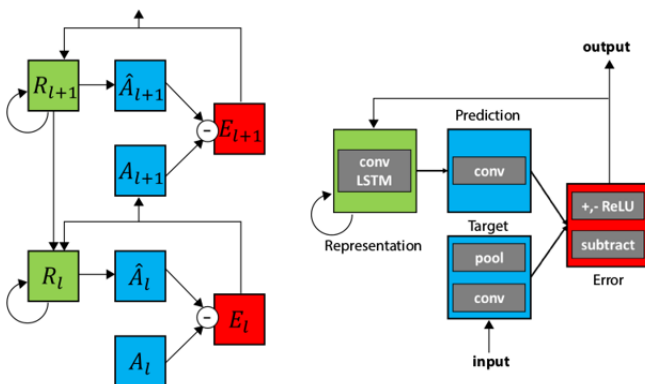 R_{l+1}
Â_{l+1}
−
E_{l+1}
A_{l+1}
R_l
Â_l
−
E_l
A_l
output
Prediction
conv
LSTM
conv
+,- ReLU
subtract
Representation
Target
pool
conv
Error
input